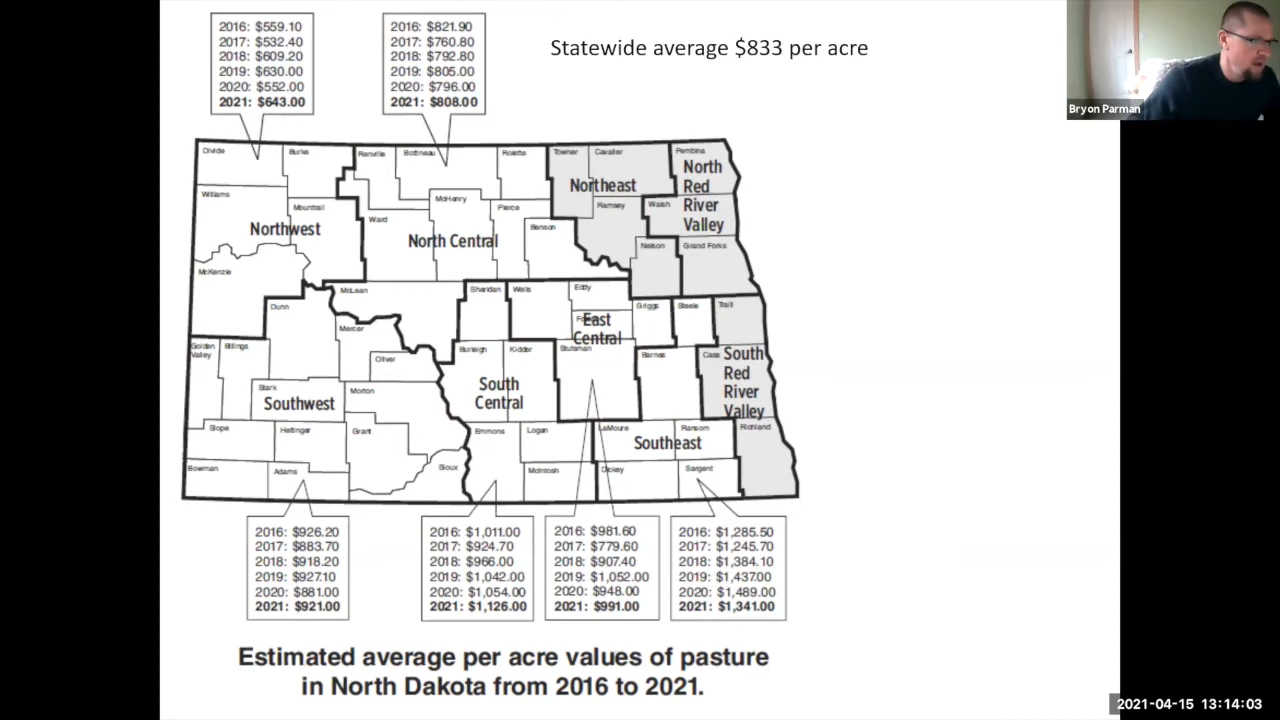 2016: $559.10
2017: $532.40
2018: $609.20
2019: $630.00
2020: $552.00
2021: $643.00
2016: $821.90
2017: $760.80
2018: $792.80
2019: $805.00
2020: $796.00
2021: $808.00
Statewide average $833 per acre
Bryon Parman
Divide
Burke
Renville
Bottineau
Rolette
Towner
Cavalier
Pembina
North
Red
River
Valley
Northeast
Williams
Mountrail
McHenry
Pierce
Ramsey
Walsh
Ward
Benson
Northwest
North Central
Nelson
Grand Forks
McKenzie
McLean
Sheridan
Wells
Eddy
Dunn
Griggs
Steele
Traill
East
Central
Mercer
Golden
Valley
Billings
Oliver
Burleigh
Kidder
Stutsman
Barnes
Cass
South
Red
River
Valley
Stark
Southwest
Morton
South
Central
Slope
Hettinger
Grant
Emmons
Logan
LaMoure
Ransom
Richland
Southeast
Bowman
Adams
Sioux
McIntosh
Dickey
Sargent
2016: $926.20
2017: $883.70
2018: $918.20
2019: $927.10
2020: $881.00
2021: $921.00
2016: $1,011.00
2017: $924.70
2018: $966.00
2019: $1,042.00
2020: $1,054.00
2021: $1,126.00
2016: $981.60
2017: $779.60
2018: $907.40
2019: $1,052.00
2020: $948.00
2021: $991.00
2016: $1,285.50
2017: $1,245.70
2018: $1,384.10
2019: $1,437.00
2020: $1,489.00
2021: $1,341.00
Estimated average per acre values of pasture
in North Dakota from 2016 to 2021.
2021-04-15 13:14:03